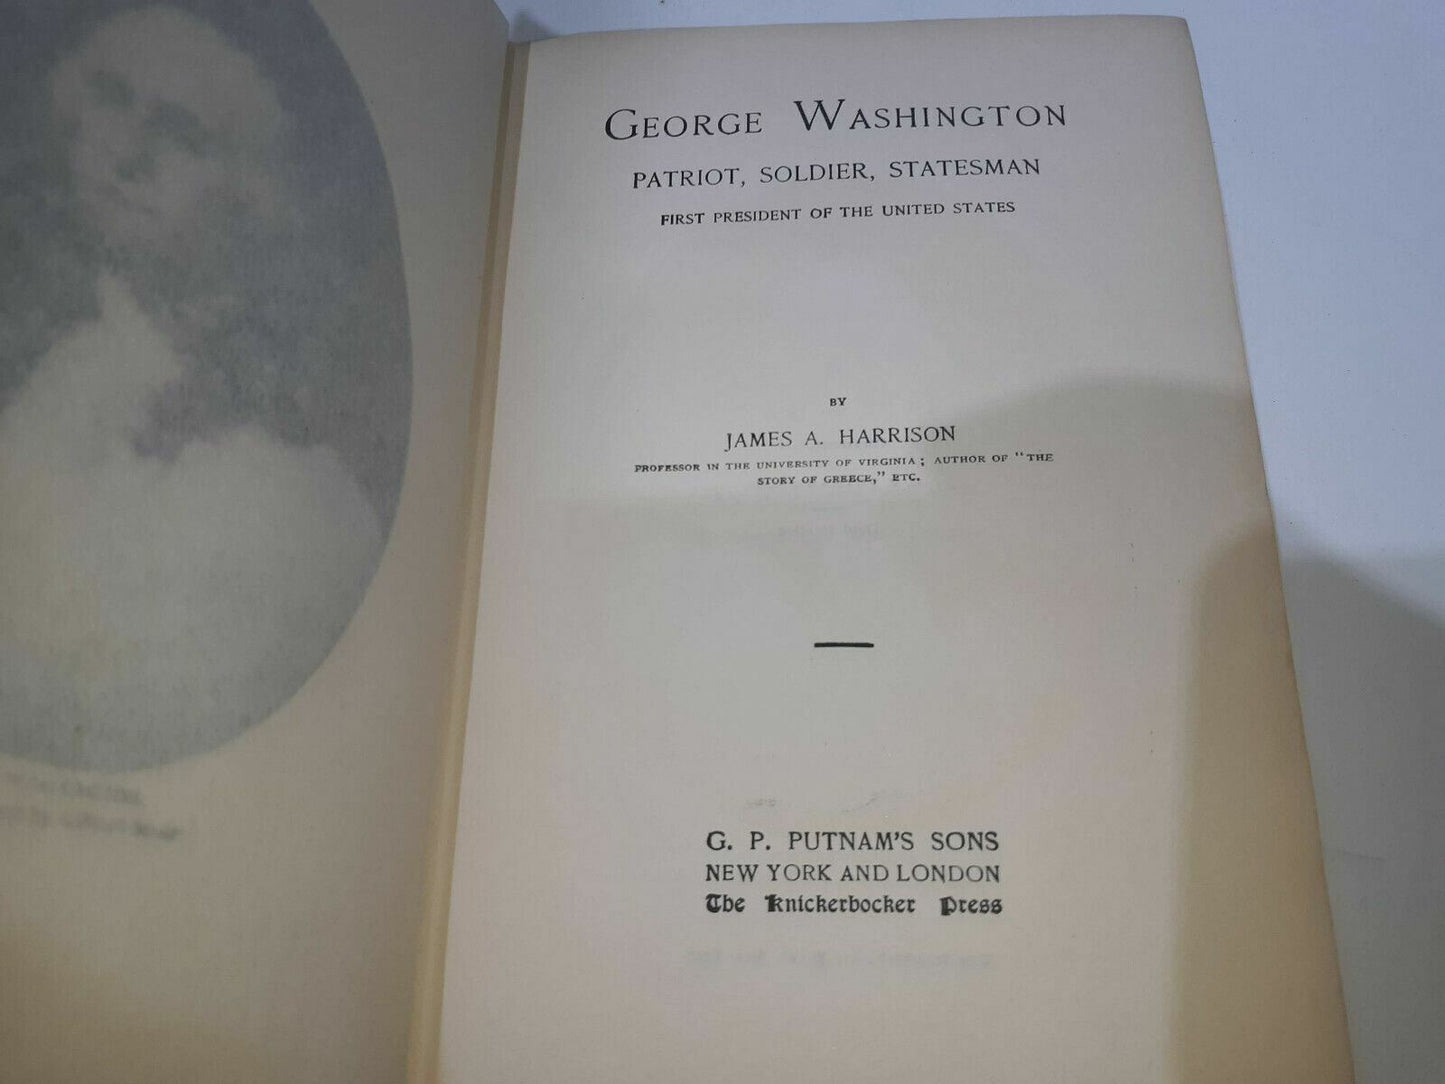 GEORGE WASHINGTON
PATRIOT, SOLDIER, STATESMAN
FIRST PRESIDENT OF THE UNITED STATES
BY
JAMES A. HARRISON
PROFESSOR IN THE UNIVERSITY OF VIRGINIA; AUTHOR OF "THE
STORY OF GREECE," ETC.
G. P. PUTNAM'S SONS
NEW YORK AND LONDON
The Knickerbocker Press